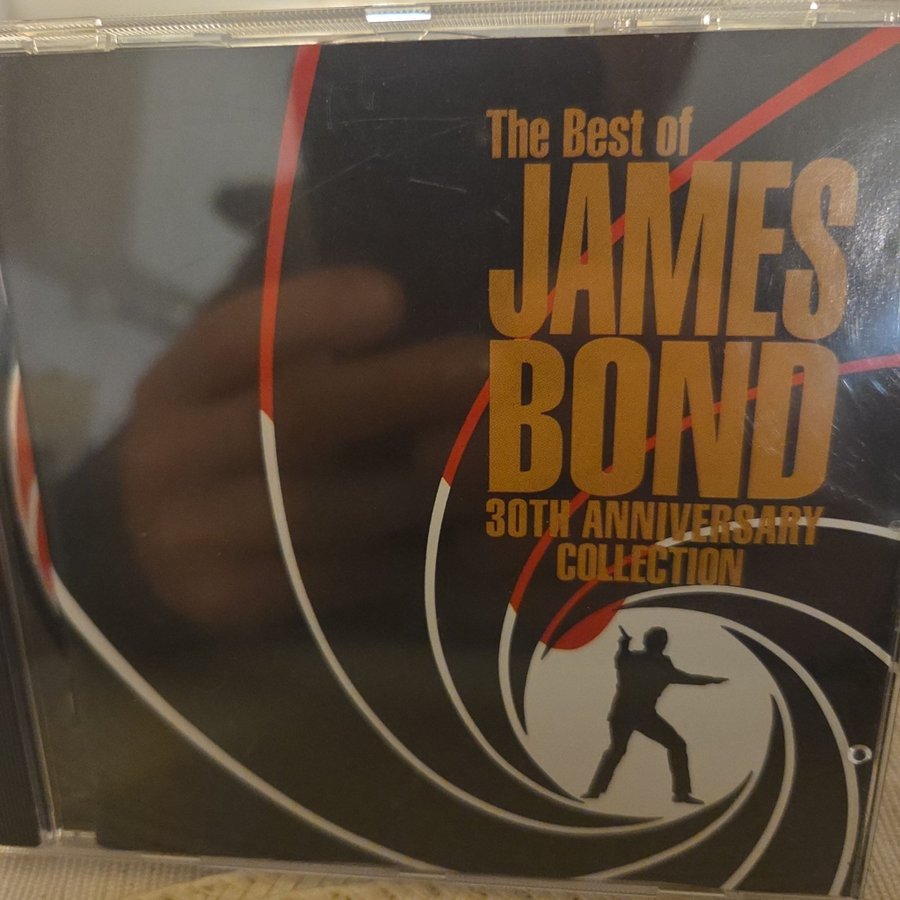 The Best of
JAMES
BOND
30TH ANNIVERSARY
COLLECTION